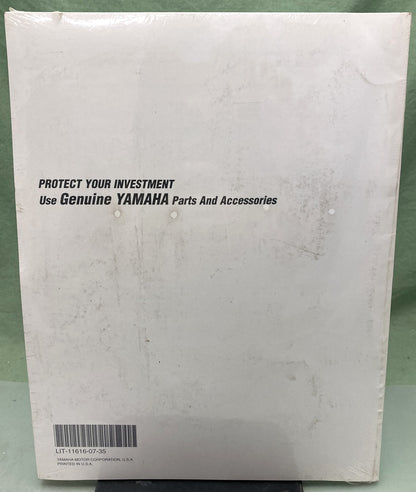 PROTECT YOUR INVESTMENT
Use Genuine YAMAHA Parts And Accessories
LIT-11616-07-35
YAMAHA MOTOR CORPORATION, U.S.A.
PRINTED IN U.S.A.